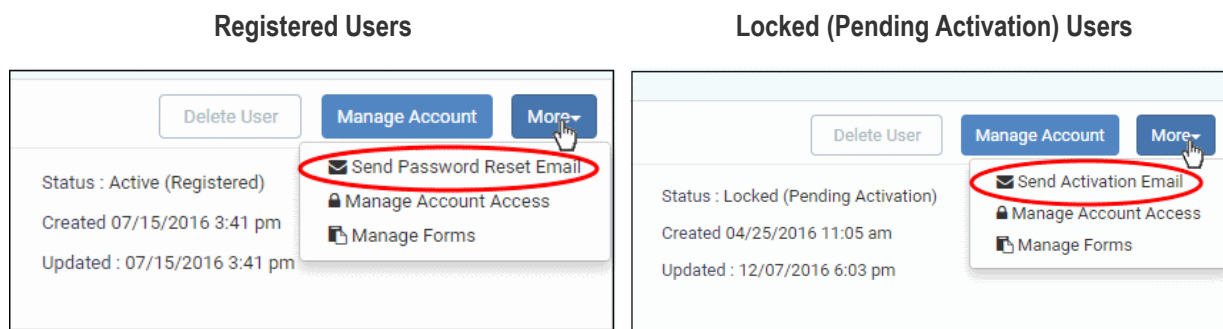 Registered Users
Delete User Manage Account More
Send Password Reset Email
Manage Account Access
Manage Forms
Status : Active (Registered)
Created 07/15/2016 3:41 pm
Updated : 07/15/2016 3:41 pm
Locked (Pending Activation) Users
Delete User Manage Account More
Send Activation Email
Manage Account Access
Manage Forms
Status : Locked (Pending Activation)
Created 04/25/2016 11:05 am
Updated : 12/07/2016 6:03 pm